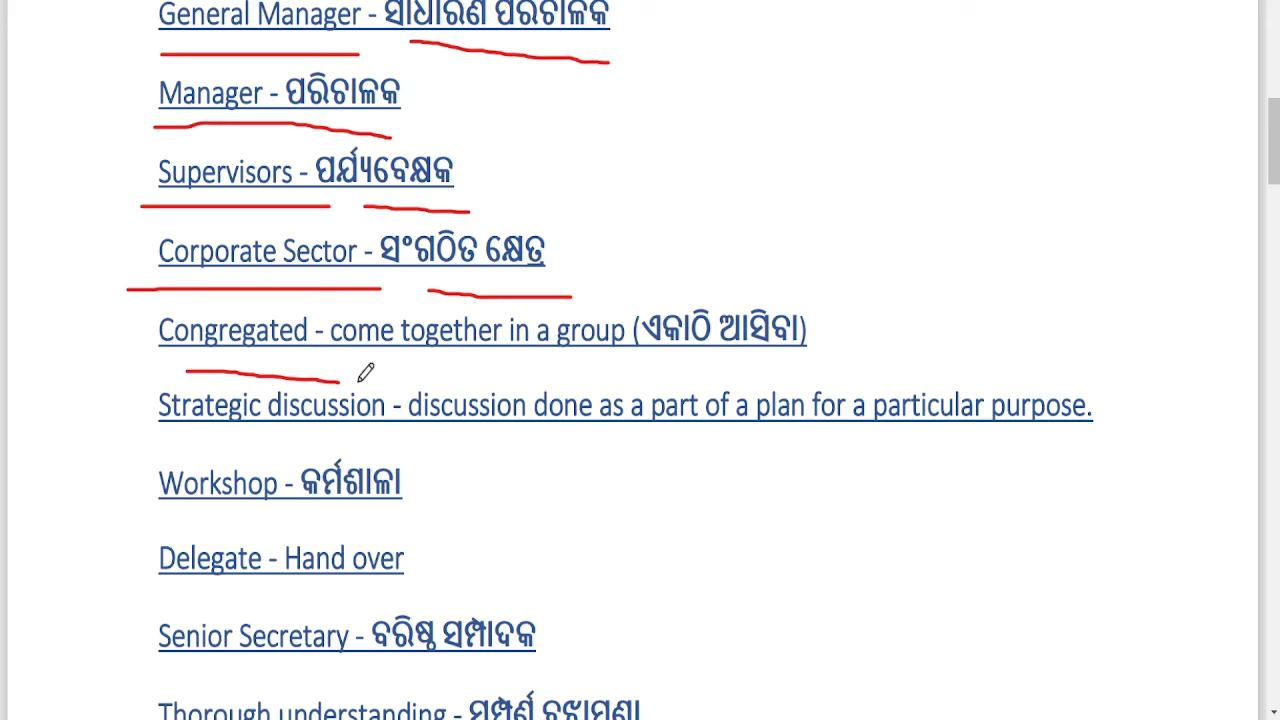 General Manager - ସାଧାରଣ ପରିଚାଳକ
Manager - ପରିଚାଳକ
Supervisors - ପର୍ଯ୍ୟବେକ୍ଷକ
Corporate Sector - ସଂଗଠିତ କ୍ଷେତ୍ର
Congregated - come together in a group (ଏକାଠି ଆସିବା)
Strategic discussion - discussion done as a part of a plan for a particular purpose.
Workshop - କର୍ମଶାଳା
Delegate - Hand over
Senior Secretary - ବରିଷ୍ଠ ସମ୍ପାଦକ
Thorough understanding - ସମ୍ପୂର୍ଣ୍ଣ ବୁଝାମଣା